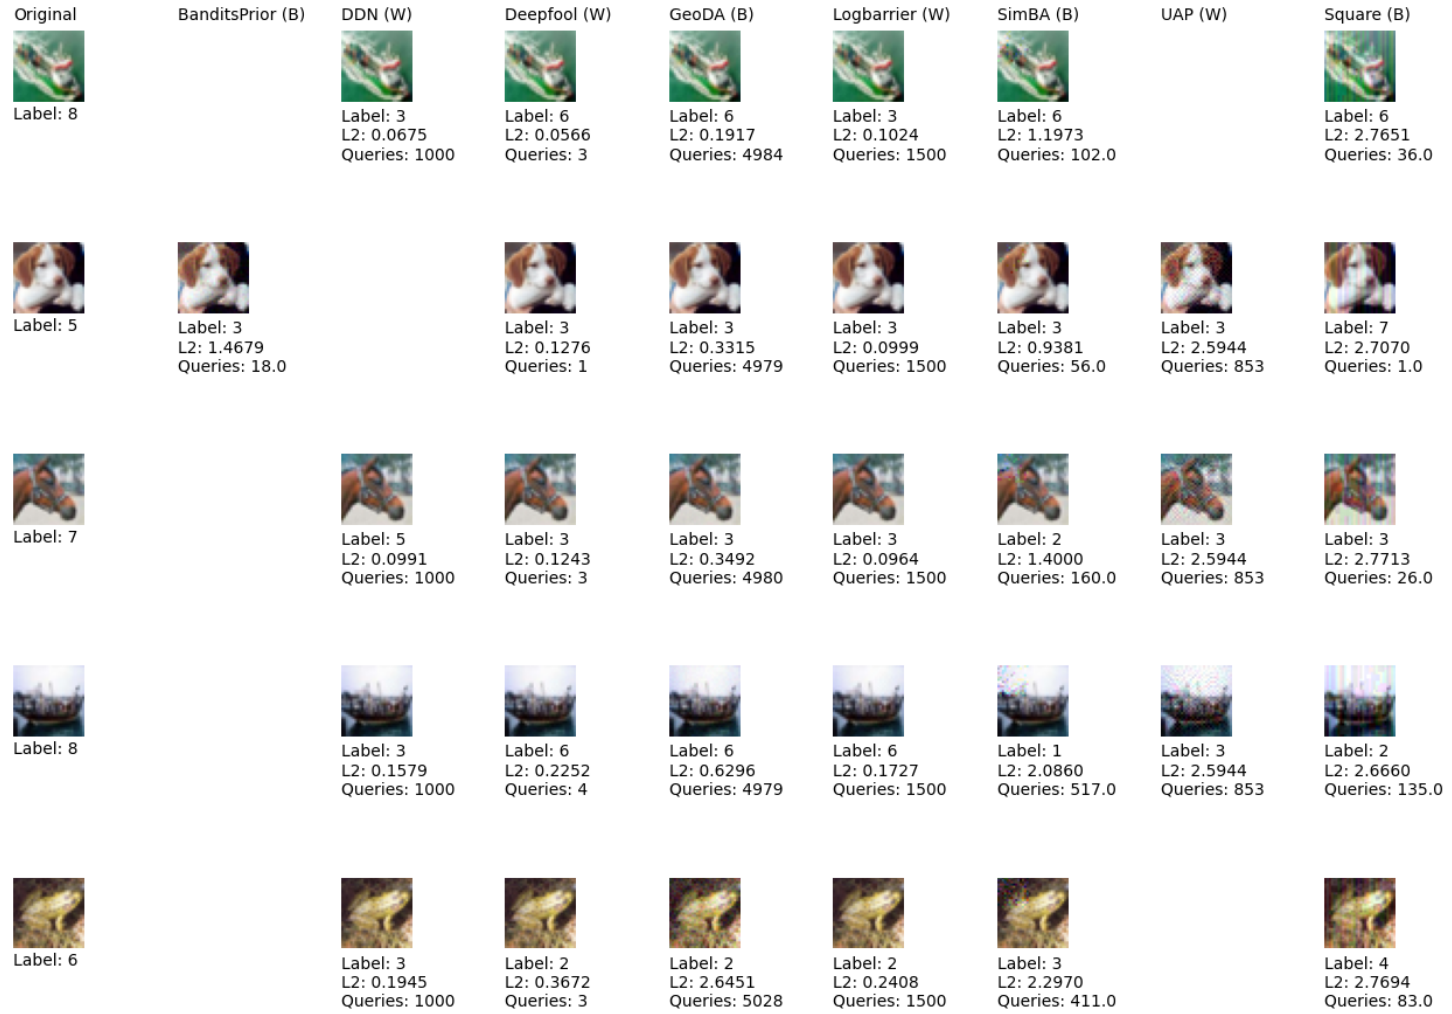 Original BanditsPrior (B) DDN (W) Deepfool (W) GeoDA (B) Logbarrier (W) SimBA (B) UAP (W) Square (B)
Label: 8 Label: 3 Label: 6 Label: 6 Label: 3 Label: 6 Label: 6
L2: 0.0675 L2: 0.0566 L2: 0.1917 L2: 0.1024 L2: 1.1973 L2: 2.7651
Queries: 1000 Queries: 3 Queries: 4984 Queries: 1500 Queries: 102.0 Queries: 36.0
Label: 5 Label: 3 Label: 3 Label: 3 Label: 3 Label: 3 Label: 3 Label: 7
L2: 1.4679 L2: 0.1276 L2: 0.3315 L2: 0.0999 L2: 0.9381 L2: 2.5944 L2: 2.7070
Queries: 18.0 Queries: 1 Queries: 4979 Queries: 1500 Queries: 56.0 Queries: 853 Queries: 1.0
Label: 7 Label: 5 Label: 3 Label: 3 Label: 3 Label: 2 Label: 3 Label: 3
L2: 0.0991 L2: 0.1243 L2: 0.3492 L2: 0.0964 L2: 1.4000 L2: 2.5944 L2: 2.7713
Queries: 1000 Queries: 3 Queries: 4980 Queries: 1500 Queries: 160.0 Queries: 853 Queries: 26.0
Label: 8 Label: 3 Label: 6 Label: 6 Label: 6 Label: 1 Label: 3 Label: 2
L2: 0.1579 L2: 0.2252 L2: 0.6296 L2: 0.1727 L2: 2.0860 L2: 2.5944 L2: 2.6660
Queries: 1000 Queries: 4 Queries: 4979 Queries: 1500 Queries: 517.0 Queries: 853 Queries: 135.0
Label: 6 Label: 3 Label: 2 Label: 2 Label: 2 Label: 3 Label: 4
L2: 0.1945 L2: 0.3672 L2: 2.6451 L2: 0.2408 L2: 2.2970 L2: 2.7694
Queries: 1000 Queries: 3 Queries: 5028 Queries: 1500 Queries: 411.0 Queries: 83.0